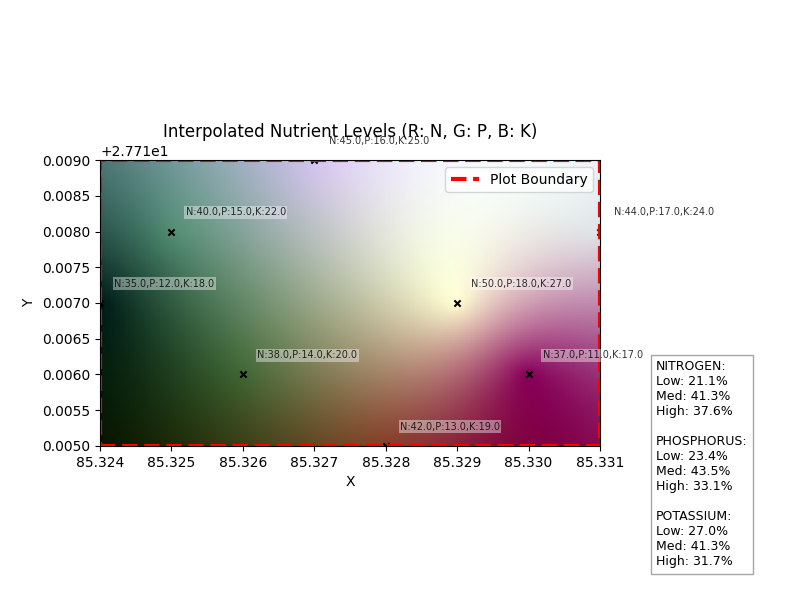 Interpolated Nutrient Levels (R: N, G: P, B: K)
N:45.0,P:16.0,K:25.0
+2.771e1
0.0090
Plot Boundary
0.0085
N:40.0,P:15.0,K:22.0
N:44.0,P:17.0,K:24.0
0.0080
0.0075
N:35.0,P:12.0,K:18.0
N:50.0,P:18.0,K:27.0
Y
0.0070
0.0065
N:38.0,P:14.0,K:20.0
N:37.0,P:11.0,K:17.0
0.0060
0.0055
N:42.0,P:13.0,K:19.0
0.0050
85.324 85.325 85.326 85.327 85.328 85.329 85.330 85.331
X
NITROGEN:
Low: 21.1%
Med: 41.3%
High: 37.6%
PHOSPHORUS:
Low: 23.4%
Med: 43.5%
High: 33.1%
POTASSIUM:
Low: 27.0%
Med: 41.3%
High: 31.7%